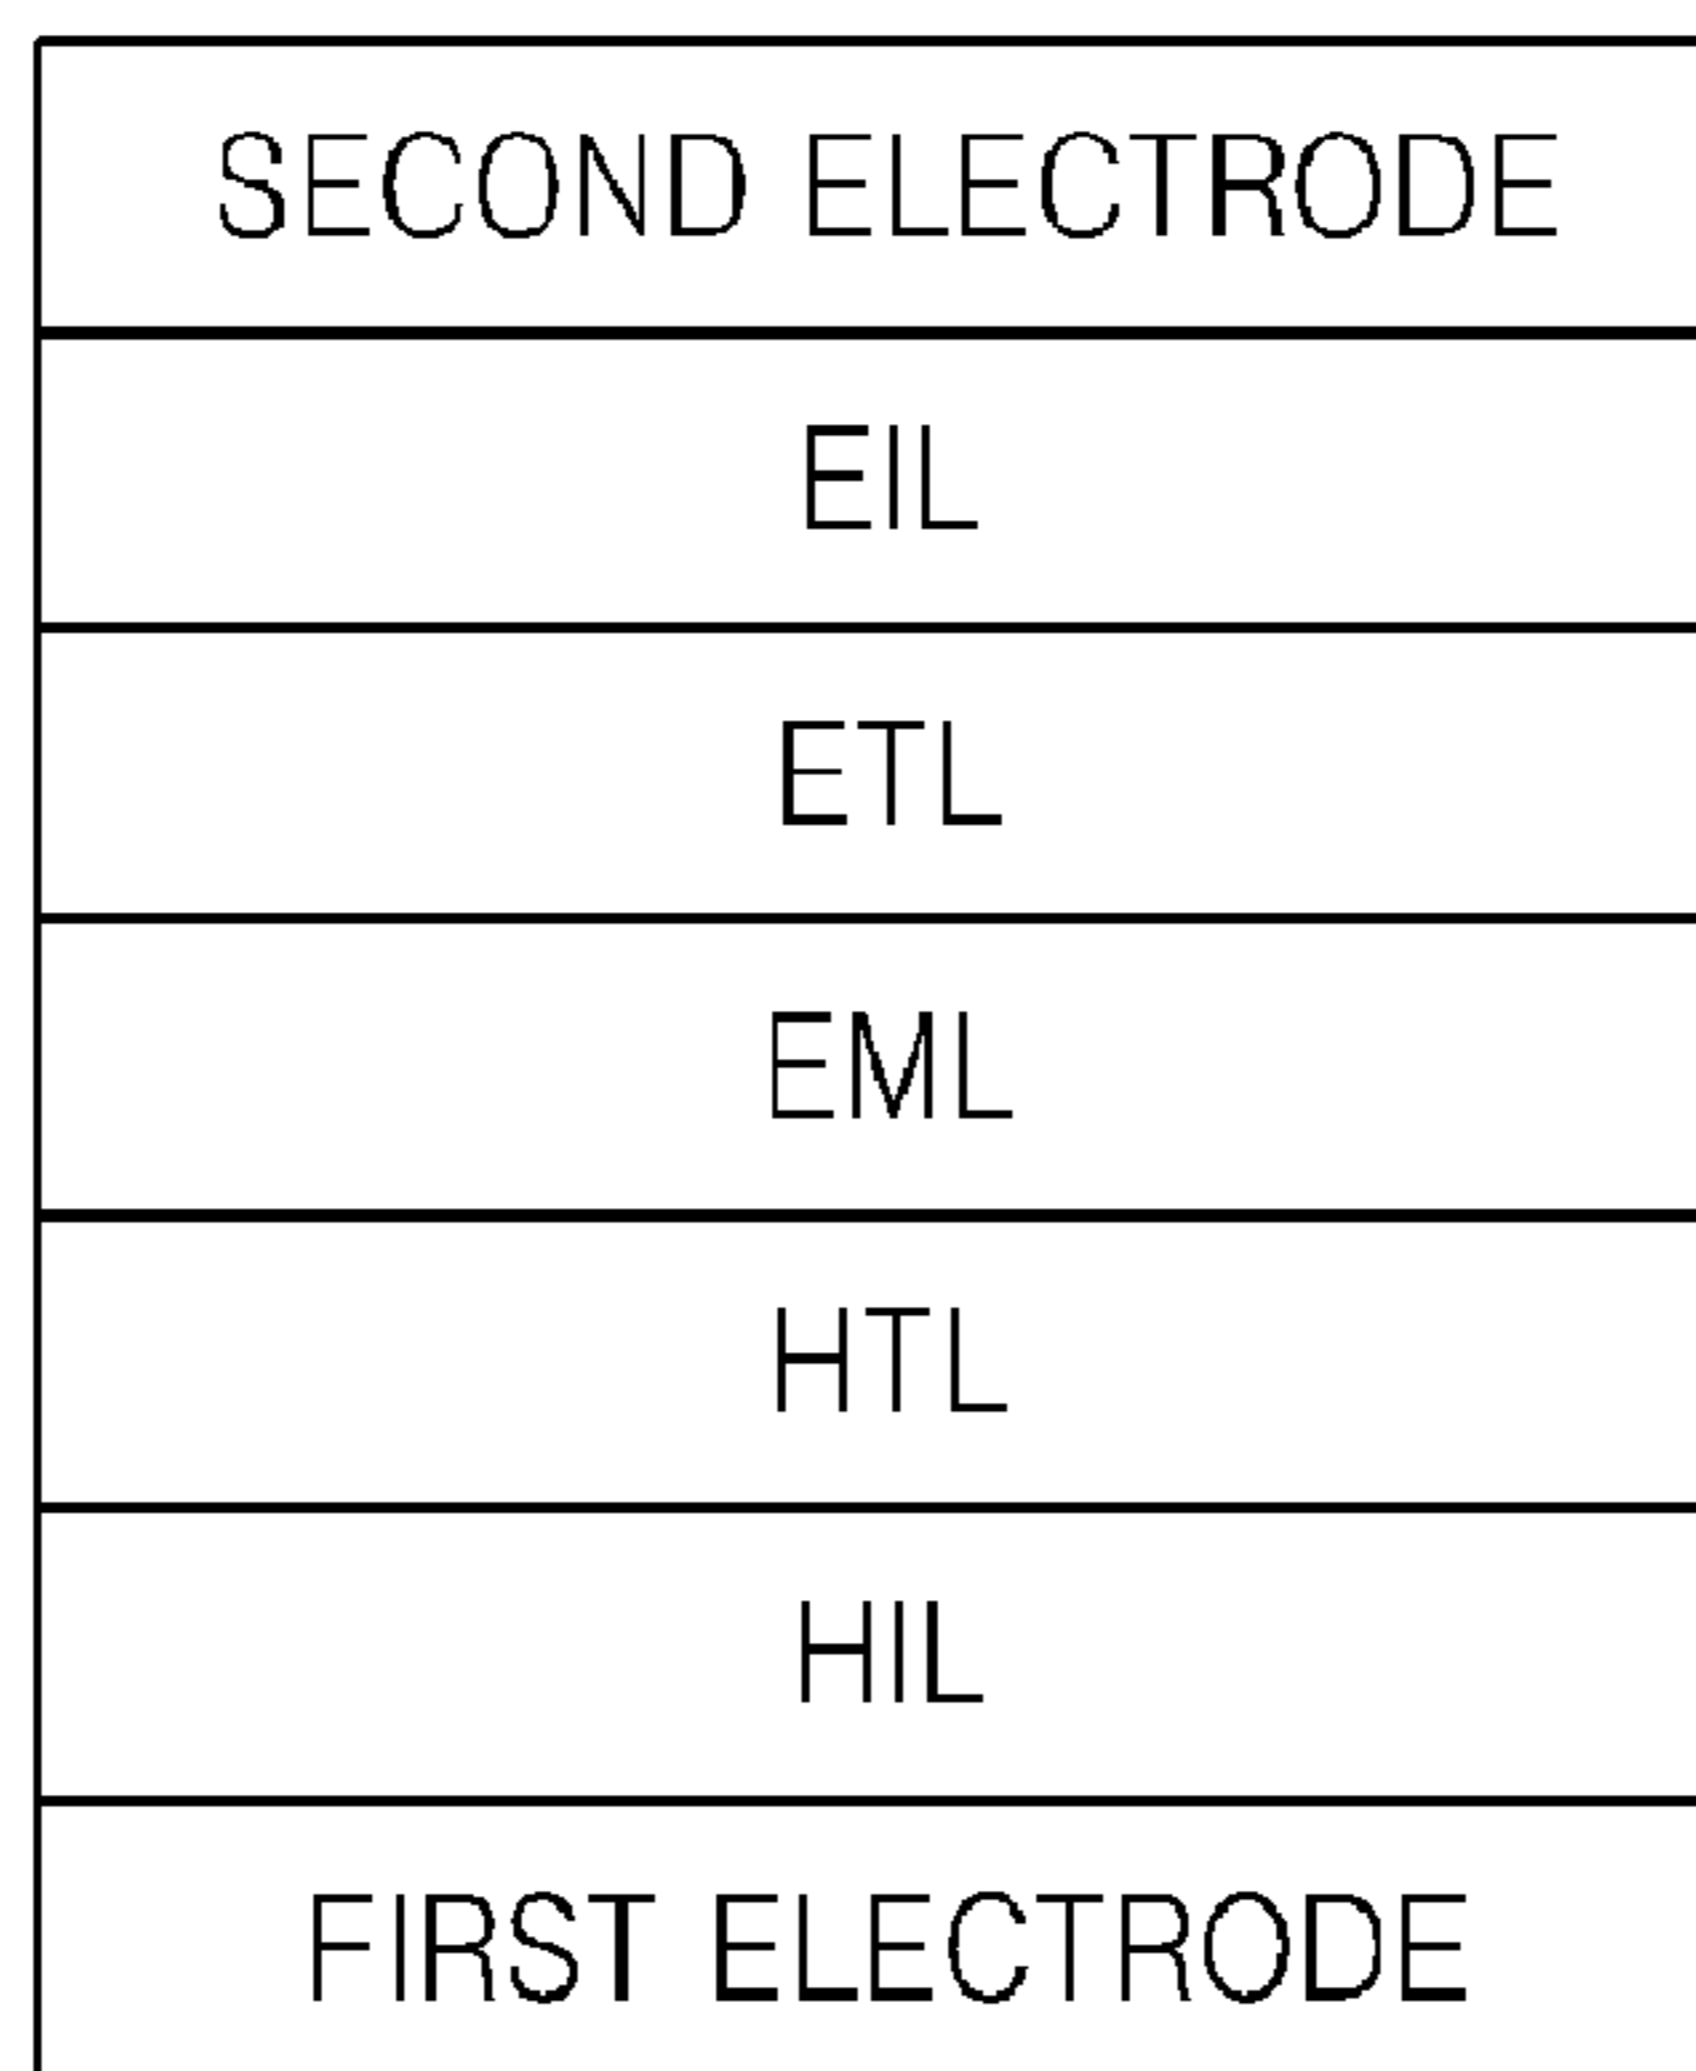 SECOND ELECTRODE
EIL
ETL
EML
HTL
HIL
FIRST ELECTRODE